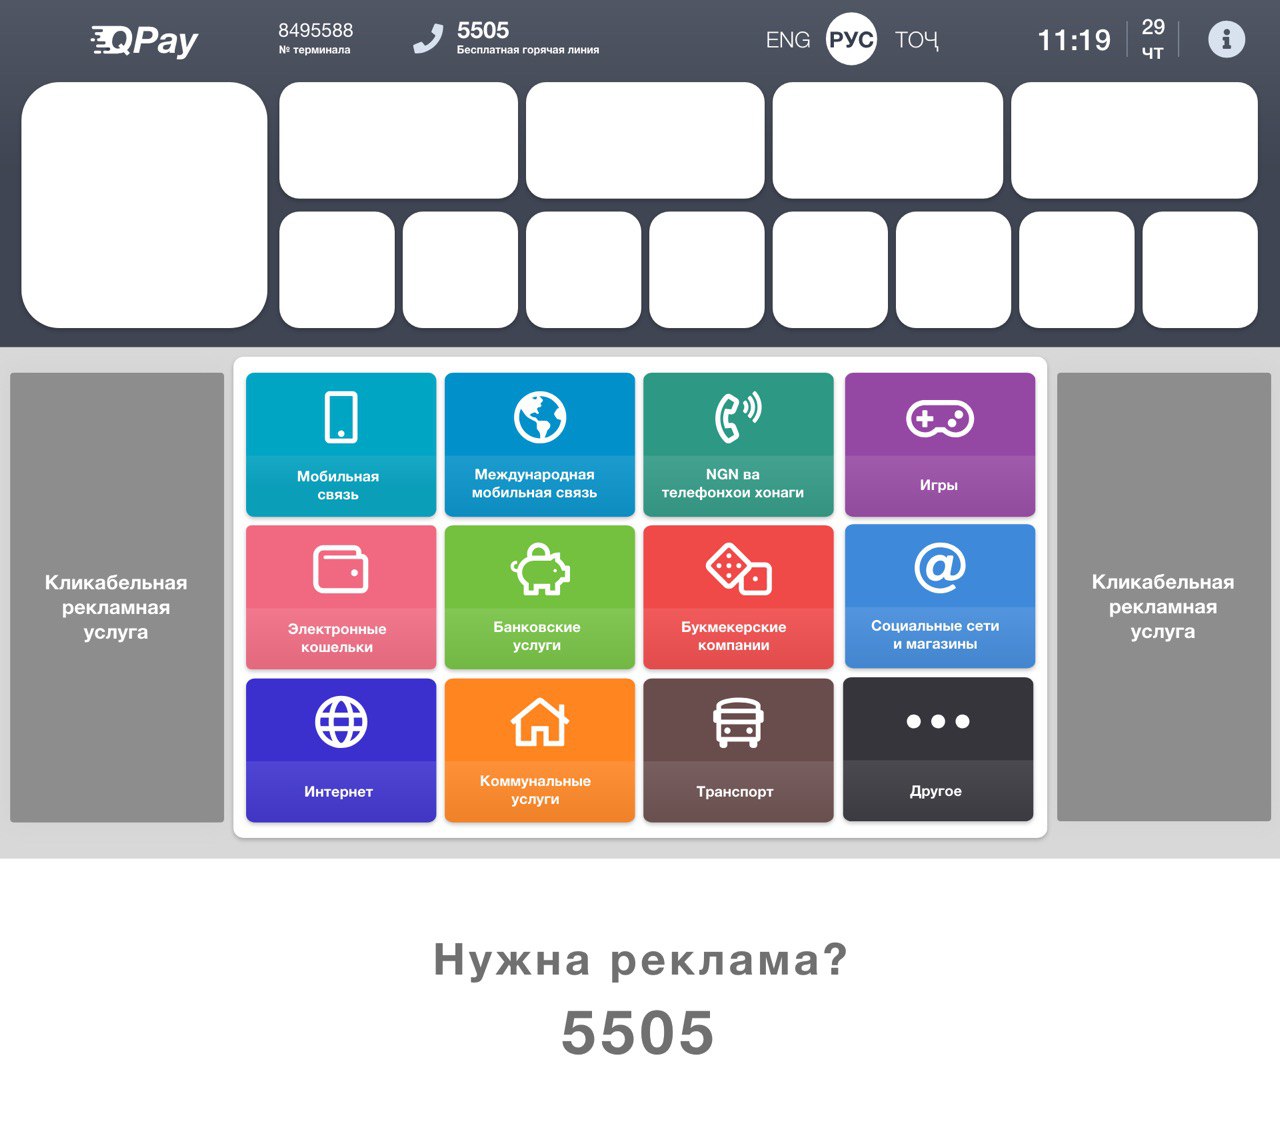 QPay
8495588
№ терминала
5505
Бесплатная горячая линия
ENG
РУС
ТОҶ
11:19
29
чт
Кликабельная
рекламная
услуга
Мобильная
связь
Международная
мобильная связь
NGN ва
телефонхои хонаги
Игры
Электронные
кошельки
Банковские
услуги
Букмекерские
компании
Социальные сети
и магазины
Интернет
Коммунальные
услуги
Транспорт
Другое
Кликабельная
рекламная
услуга
Нужна реклама?
5505